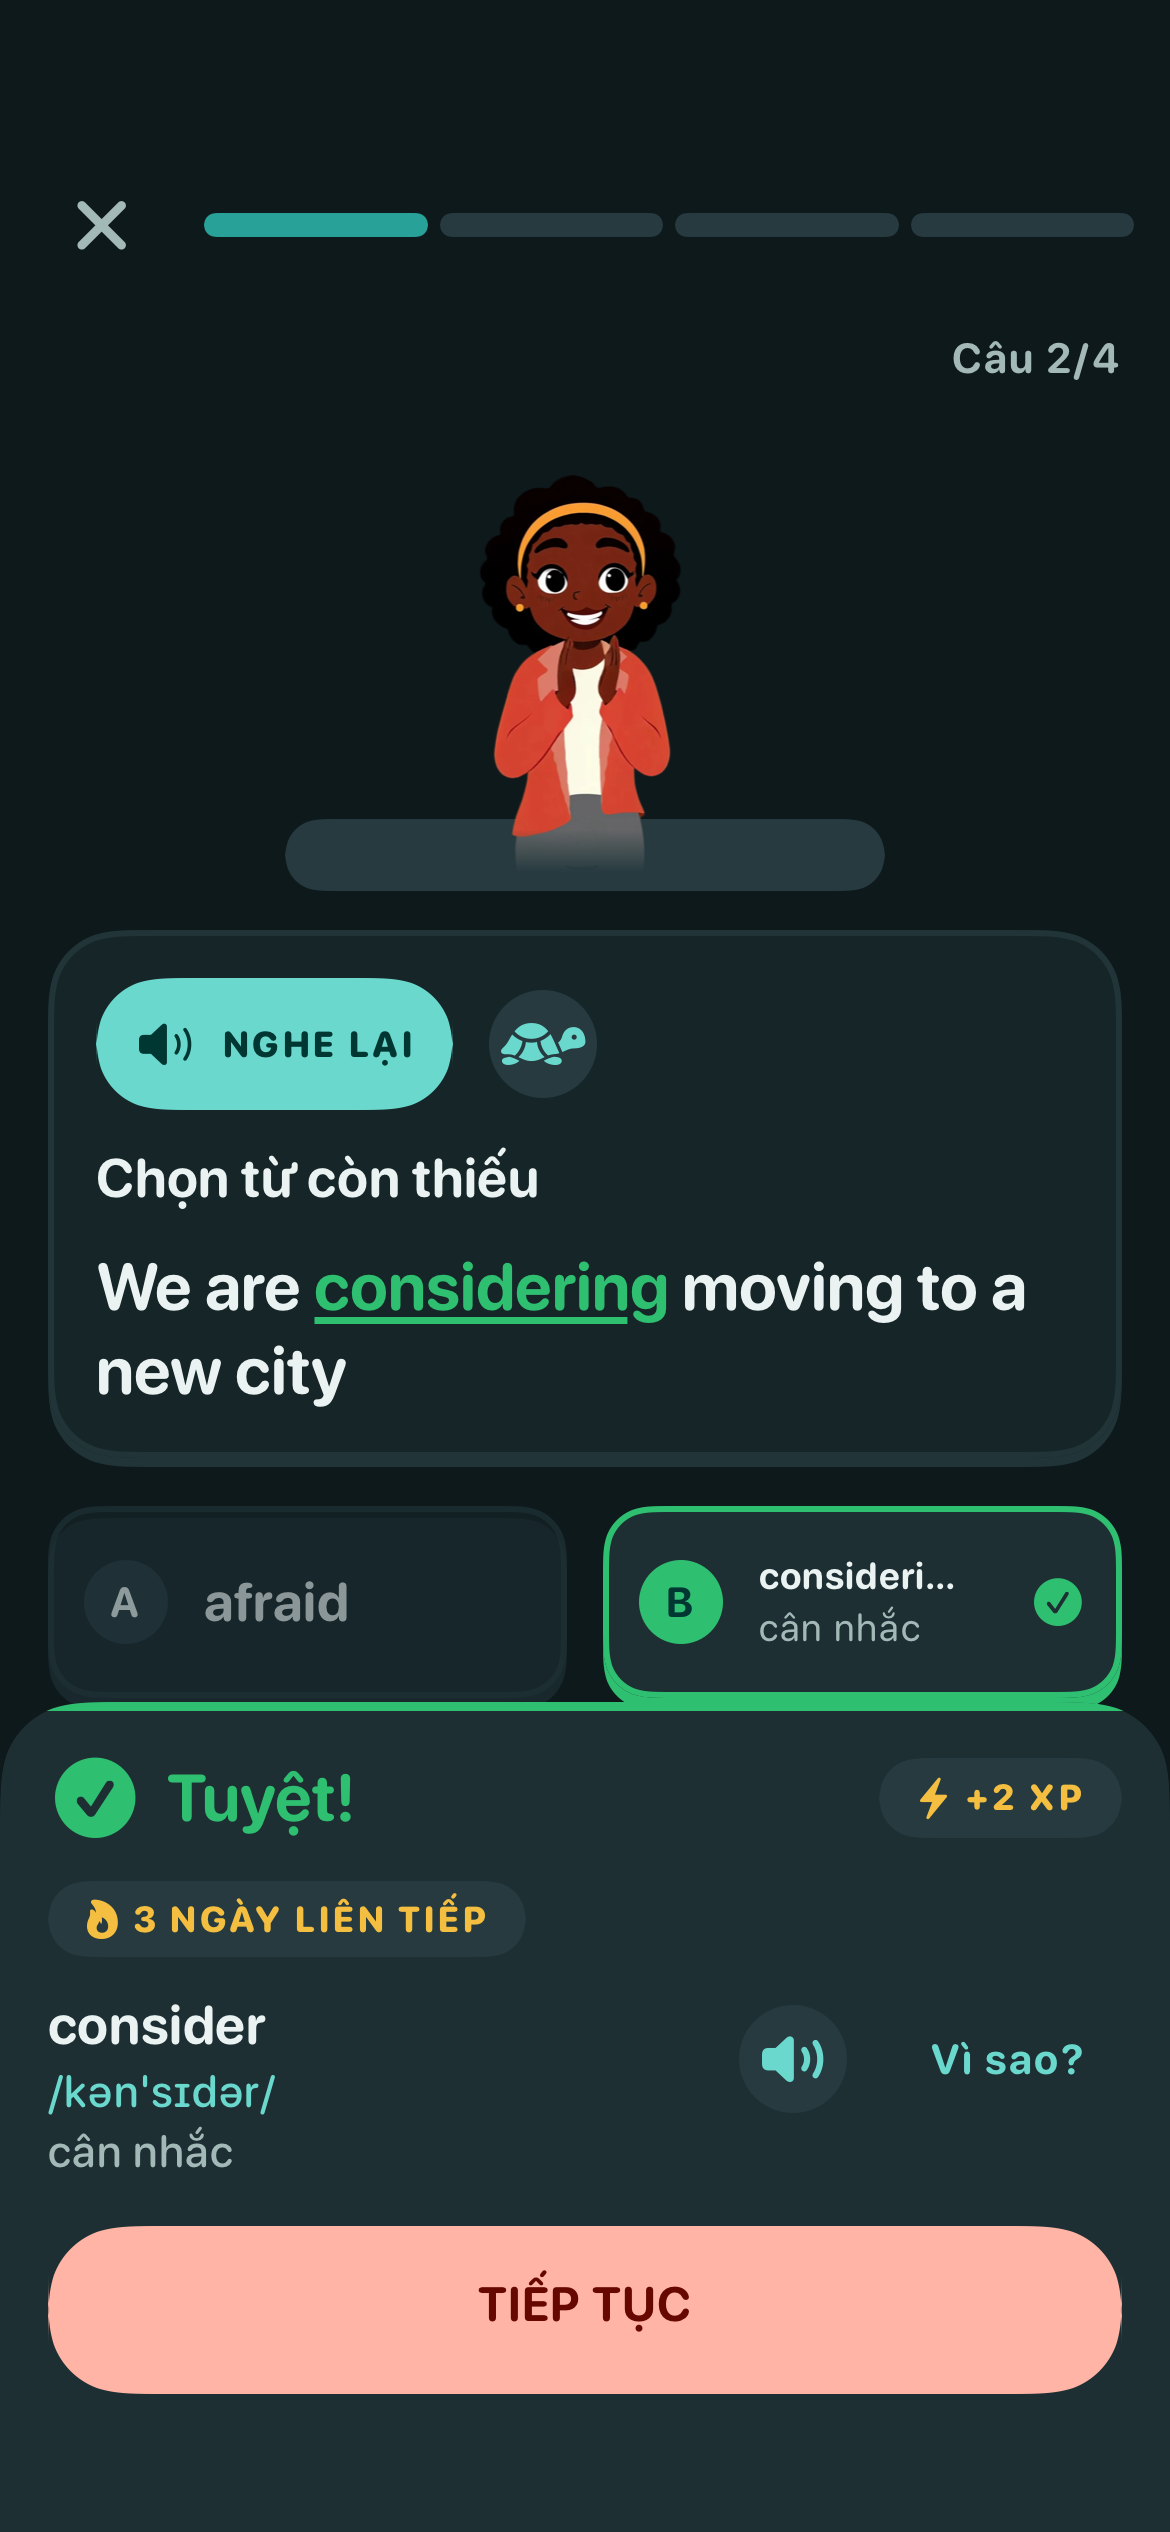 Câu 2/4
NGHE LẠI
Chọn từ còn thiếu
We are considering moving to a
new city
A
afraid
B
consideri...
cân nhắc
Tuyệt!
+2 XP
3 NGÀY LIÊN TIẾP
consider
/kən'sɪdər/
cân nhắc
Vì sao?
TIẾP TỤC